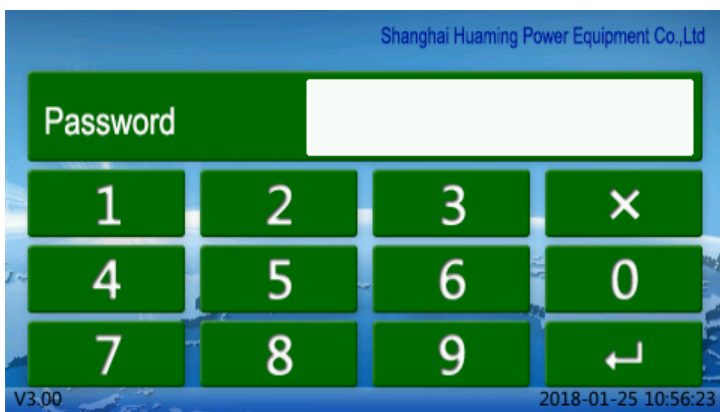 Shanghai Huaming Power Equipment Co.,Ltd
Password
1 2 3 ×
4 5 6 0
7 8 9 ↵
V3.00 2018-01-25 10:56:23